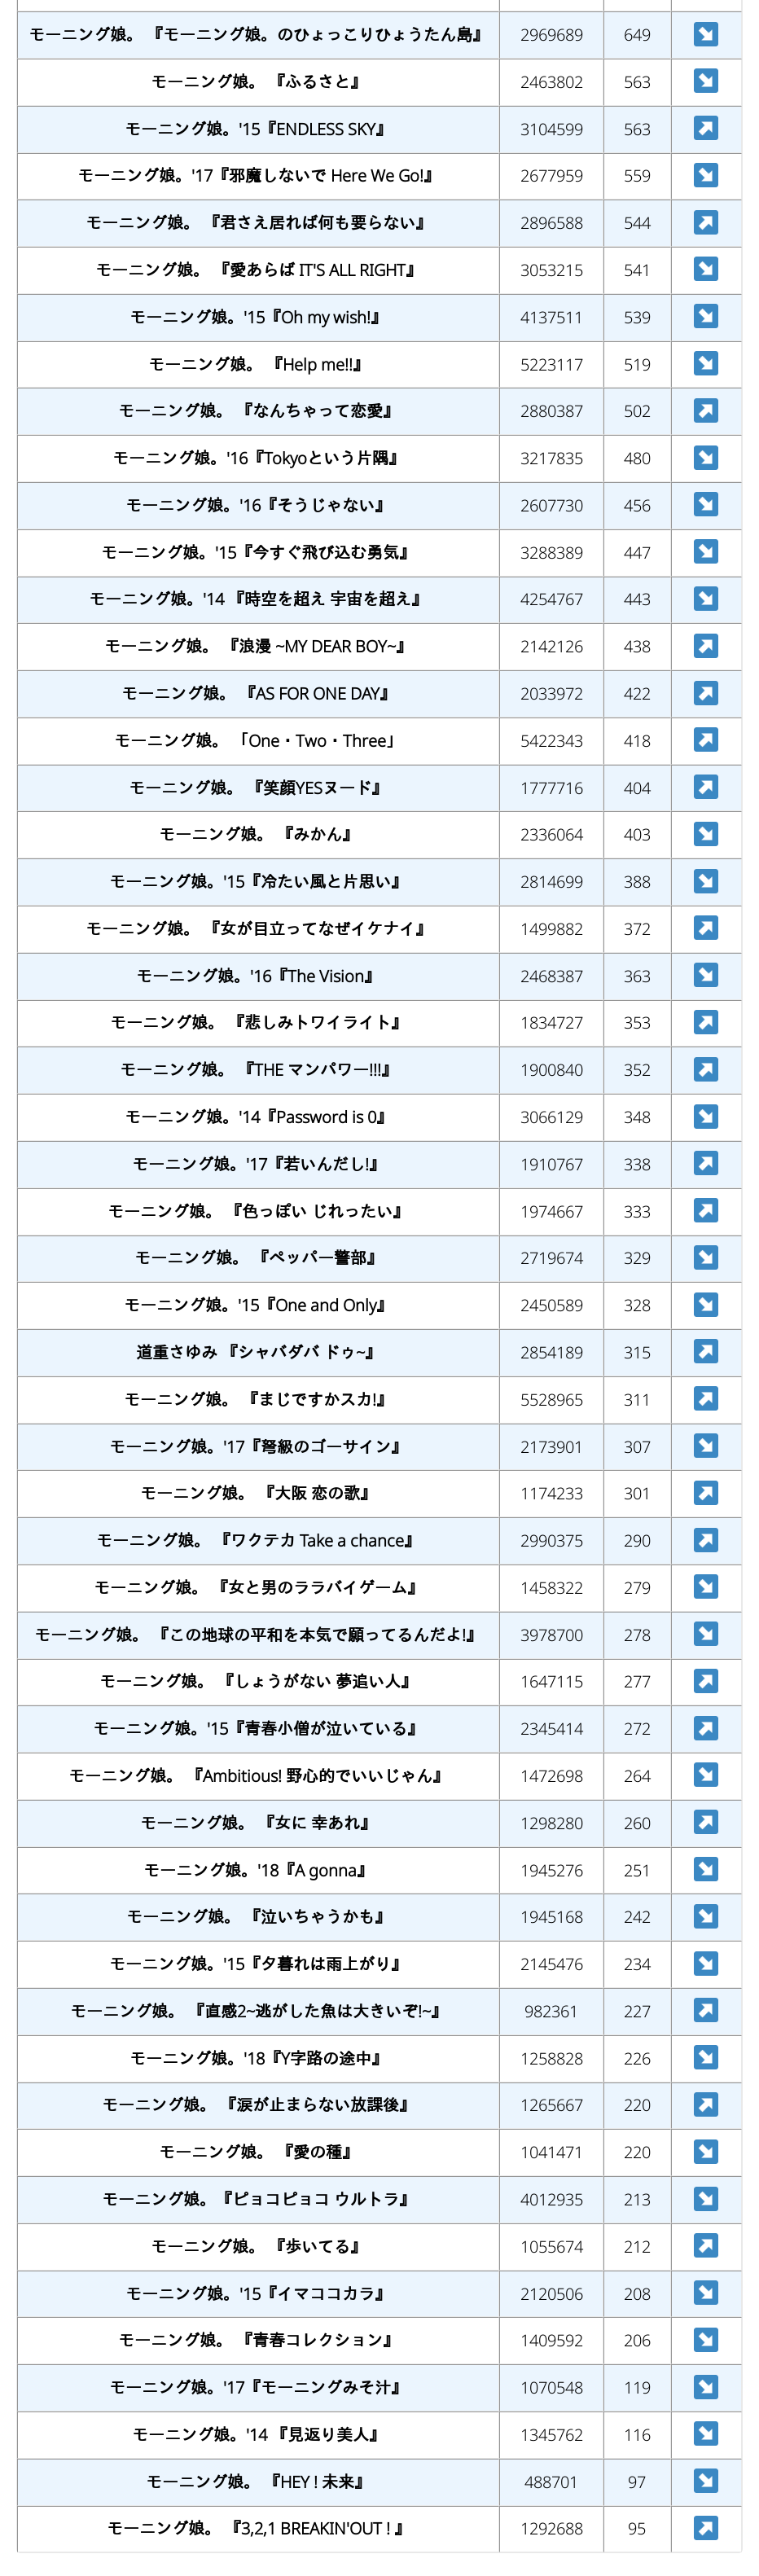 モーニング娘。 『モーニング娘。のひょっこりひょうたん島』 2969689 649 ↘
モーニング娘。 『ふるさと』 2463802 563 ↘
モーニング娘。'15『ENDLESS SKY』 3104599 563 ↗
モーニング娘。'17『邪魔しないで Here We Go!』 2677959 559 ↘
モーニング娘。 『君さえ居れば何も要らない』 2896588 544 ↗
モーニング娘。 『愛あらば IT'S ALL RIGHT』 3053215 541 ↘
モーニング娘。'15『Oh my wish!』 4137511 539 ↘
モーニング娘。 『Help me!!』 5223117 519 ↘
モーニング娘。 『なんちゃって恋愛』 2880387 502 ↗
モーニング娘。'16『Tokyoという片隅』 3217835 480 ↘
モーニング娘。'16『そうじゃない』 2607730 456 ↘
モーニング娘。'15『今すぐ飛び込む勇気』 3288389 447 ↘
モーニング娘。'14 『時空を超え 宇宙を超え』 4254767 443 ↘
モーニング娘。 『浪漫 ~MY DEAR BOY~』 2142126 438 ↗
モーニング娘。 『AS FOR ONE DAY』 2033972 422 ↗
モーニング娘。 「One・Two・Three」 5422343 418 ↗
モーニング娘。 『笑顔YESヌード』 1777716 404 ↗
モーニング娘。 『みかん』 2336064 403 ↘
モーニング娘。'15『冷たい風と片思い』 2814699 388 ↘
モーニング娘。 『女が目立ってなぜイケナイ』 1499882 372 ↗
モーニング娘。'16『The Vision』 2468387 363 ↘
モーニング娘。 『悲しみトワイライト』 1834727 353 ↗
モーニング娘。 『THE マンパワー!!!』 1900840 352 ↗
モーニング娘。'14『Password is 0』 3066129 348 ↘
モーニング娘。'17『若いんだし!』 1910767 338 ↗
モーニング娘。 『色っぽい じれったい』 1974667 333 ↗
モーニング娘。 『ペッパー警部』 2719674 329 ↘
モーニング娘。'15『One and Only』 2450589 328 ↘
道重さゆみ 『シャバダバ ドゥ~』 2854189 315 ↗
モーニング娘。 『まじですかスカ!』 5528965 311 ↗
モーニング娘。'17『弩級のゴーサイン』 2173901 307 ↘
モーニング娘。 『大阪 恋の歌』 1174233 301 ↗
モーニング娘。 『ワクテカ Take a chance』 2990375 290 ↗
モーニング娘。 『女と男のララバイゲーム』 1458322 279 ↘
モーニング娘。 『この地球の平和を本気で願ってるんだよ!』 3978700 278 ↘
モーニング娘。 『しょうがない 夢追い人』 1647115 277 ↗
モーニング娘。'15『青春小僧が泣いている』 2345414 272 ↗
モーニング娘。 『Ambitious! 野心的でいいじゃん』 1472698 264 ↘
モーニング娘。 『女に 幸あれ』 1298280 260 ↗
モーニング娘。'18『A gonna』 1945276 251 ↘
モーニング娘。 『泣いちゃうかも』 1945168 242 ↘
モーニング娘。'15『夕暮れは雨上がり』 2145476 234 ↘
モーニング娘。 『直感2~逃がした魚は大きいぞ!~』 982361 227 ↗
モーニング娘。'18『Y字路の途中』 1258828 226 ↘
モーニング娘。 『涙が止まらない放課後』 1265667 220 ↗
モーニング娘。 『愛の種』 1041471 220 ↘
モーニング娘。『ピョコピョコ ウルトラ』 4012935 213 ↘
モーニング娘。 『歩いてる』 1055674 212 ↗
モーニング娘。'15『イマココカラ』 2120506 208 ↘
モーニング娘。 『青春コレクション』 1409592 206 ↘
モーニング娘。'17『モーニングみそ汁』 1070548 119 ↘
モーニング娘。'14 『見返り美人』 1345762 116 ↘
モーニング娘。 『HEY ! 未来』 488701 97 ↘
モーニング娘。 『3,2,1 BREAKIN'OUT ! 』 1292688 95 ↗